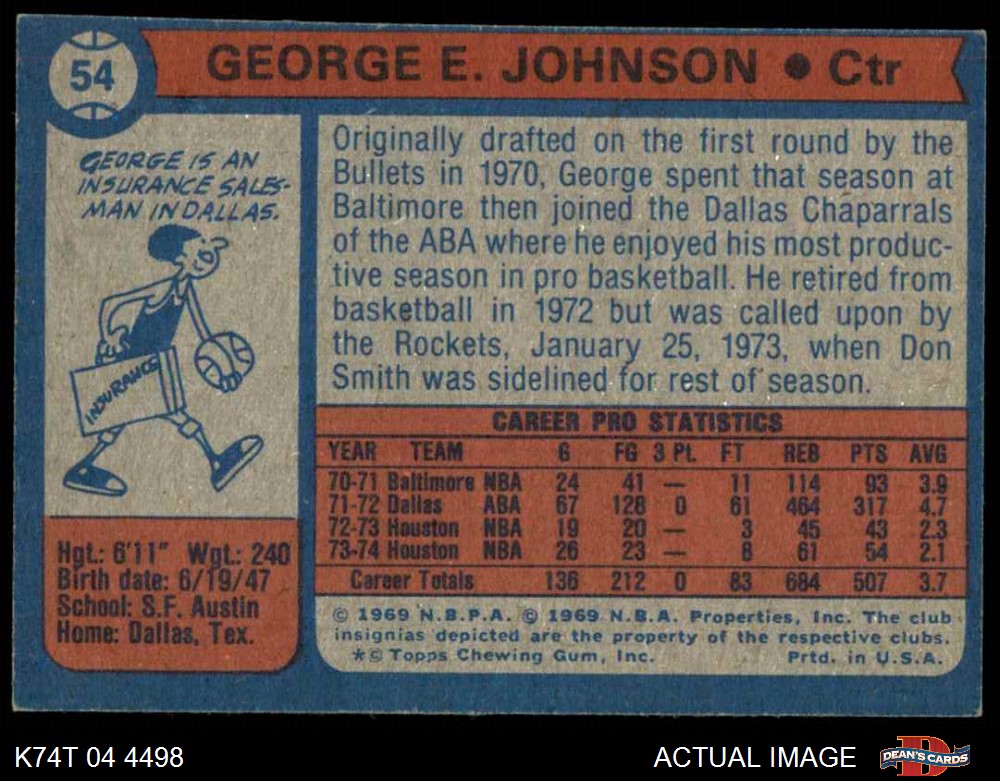 54
GEORGE E. JOHNSON • Ctr
GEORGE IS AN
INSURANCE SALES-
MAN IN DALLAS.
INSURANCE
Originally drafted on the first round by the
Bullets in 1970, George spent that season at
Baltimore then joined the Dallas Chaparrals
of the ABA where he enjoyed his most produc-
tive season in pro basketball. He retired from
basketball in 1972 but was called upon by
the Rockets, January 25, 1973, when Don
Smith was sidelined for rest of season.
Hgt.: 6'11" Wgt.: 240
Birth date: 6/19/47
School: S.F. Austin
Home: Dallas, Tex.
CAREER PRO STATISTICS
YEAR TEAM G FG 3 Pt. FT REB PTS AVG
70-71 Baltimore NBA 24 41 — 11 114 93 3.9
71-72 Dallas ABA 67 128 0 61 464 317 4.7
72-73 Houston NBA 19 20 — 3 45 43 2.3
73-74 Houston NBA 26 23 — 8 61 54 2.1
Career Totals 136 212 0 83 684 507 3.7
© 1969 N.B.P.A. © 1969 N.B.A. Properties, Inc. The club
insignias depicted are the property of the respective clubs.
*© Topps Chewing Gum, Inc. Prtd. in U.S.A.
K74T 04 4498 ACTUAL IMAGE D DEAN'S CARDS